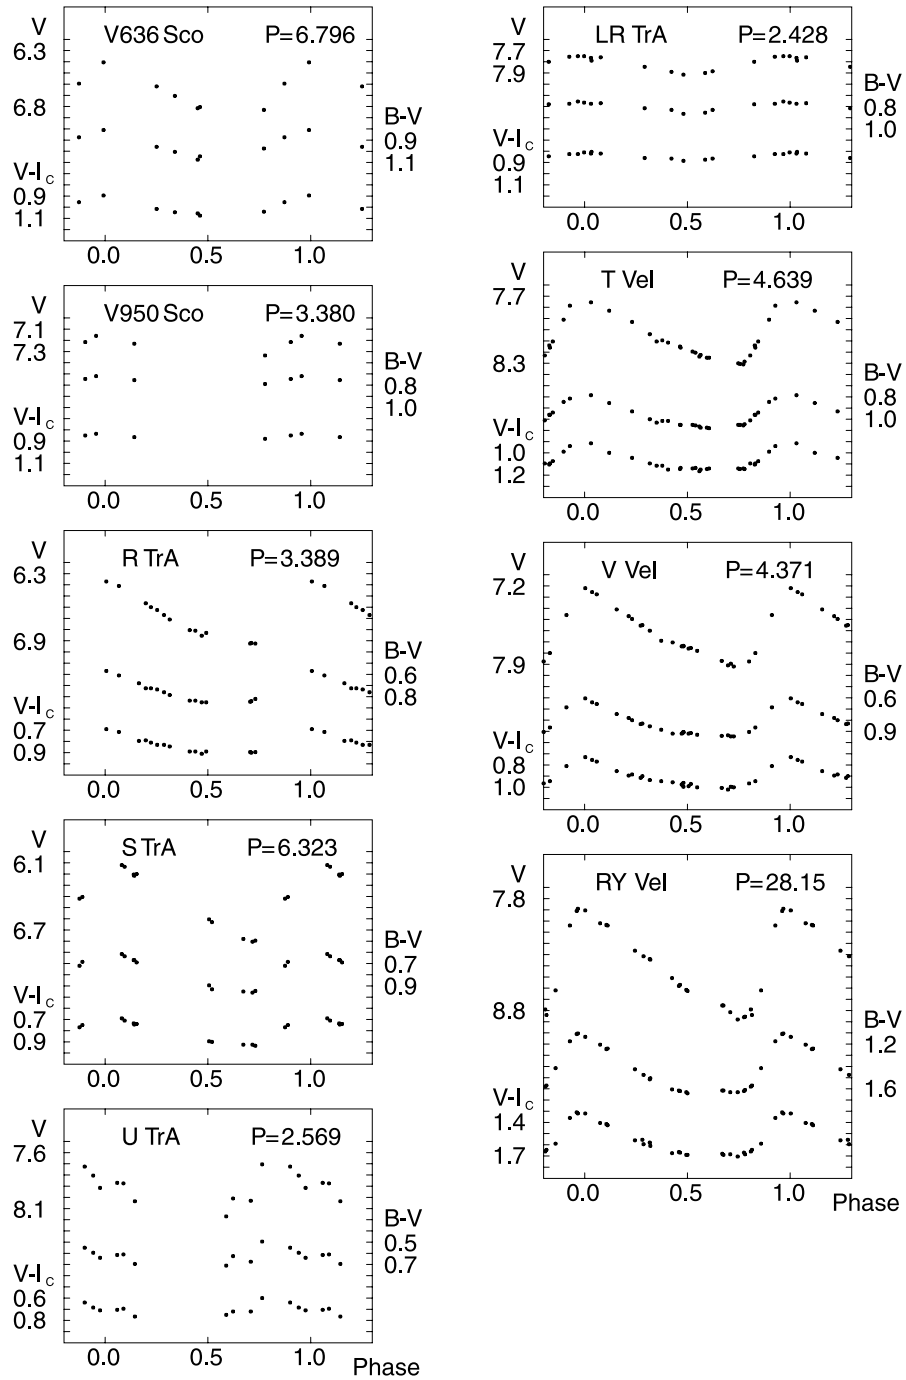 V
V636 Sco P=6.796
6.3
6.8
B-V
0.9
1.1
V-Ic
0.9
1.1
0.0 0.5 1.0
V
V950 Sco P=3.380
7.1
7.3
B-V
0.8
1.0
V-Ic
0.9
1.1
0.0 0.5 1.0
V
R TrA P=3.389
6.3
6.9
B-V
0.6
0.8
V-Ic
0.7
0.9
0.0 0.5 1.0
V
S TrA P=6.323
6.1
6.7
B-V
0.7
0.9
V-Ic
0.7
0.9
0.0 0.5 1.0
V
U TrA P=2.569
7.6
8.1
B-V
0.5
0.7
V-Ic
0.6
0.8
0.0 0.5 1.0
Phase
V
LR TrA P=2.428
7.7
7.9
B-V
0.8
1.0
V-Ic
0.9
1.1
0.0 0.5 1.0
V
T Vel P=4.639
7.7
8.3
B-V
0.8
1.0
V-Ic
1.0
1.2
0.0 0.5 1.0
V
V Vel P=4.371
7.2
7.9
B-V
0.6
0.9
V-Ic
0.8
1.0
0.0 0.5 1.0
V
RY Vel P=28.15
7.8
8.8
B-V
1.2
1.6
V-Ic
1.4
1.7
0.0 0.5 1.0
Phase